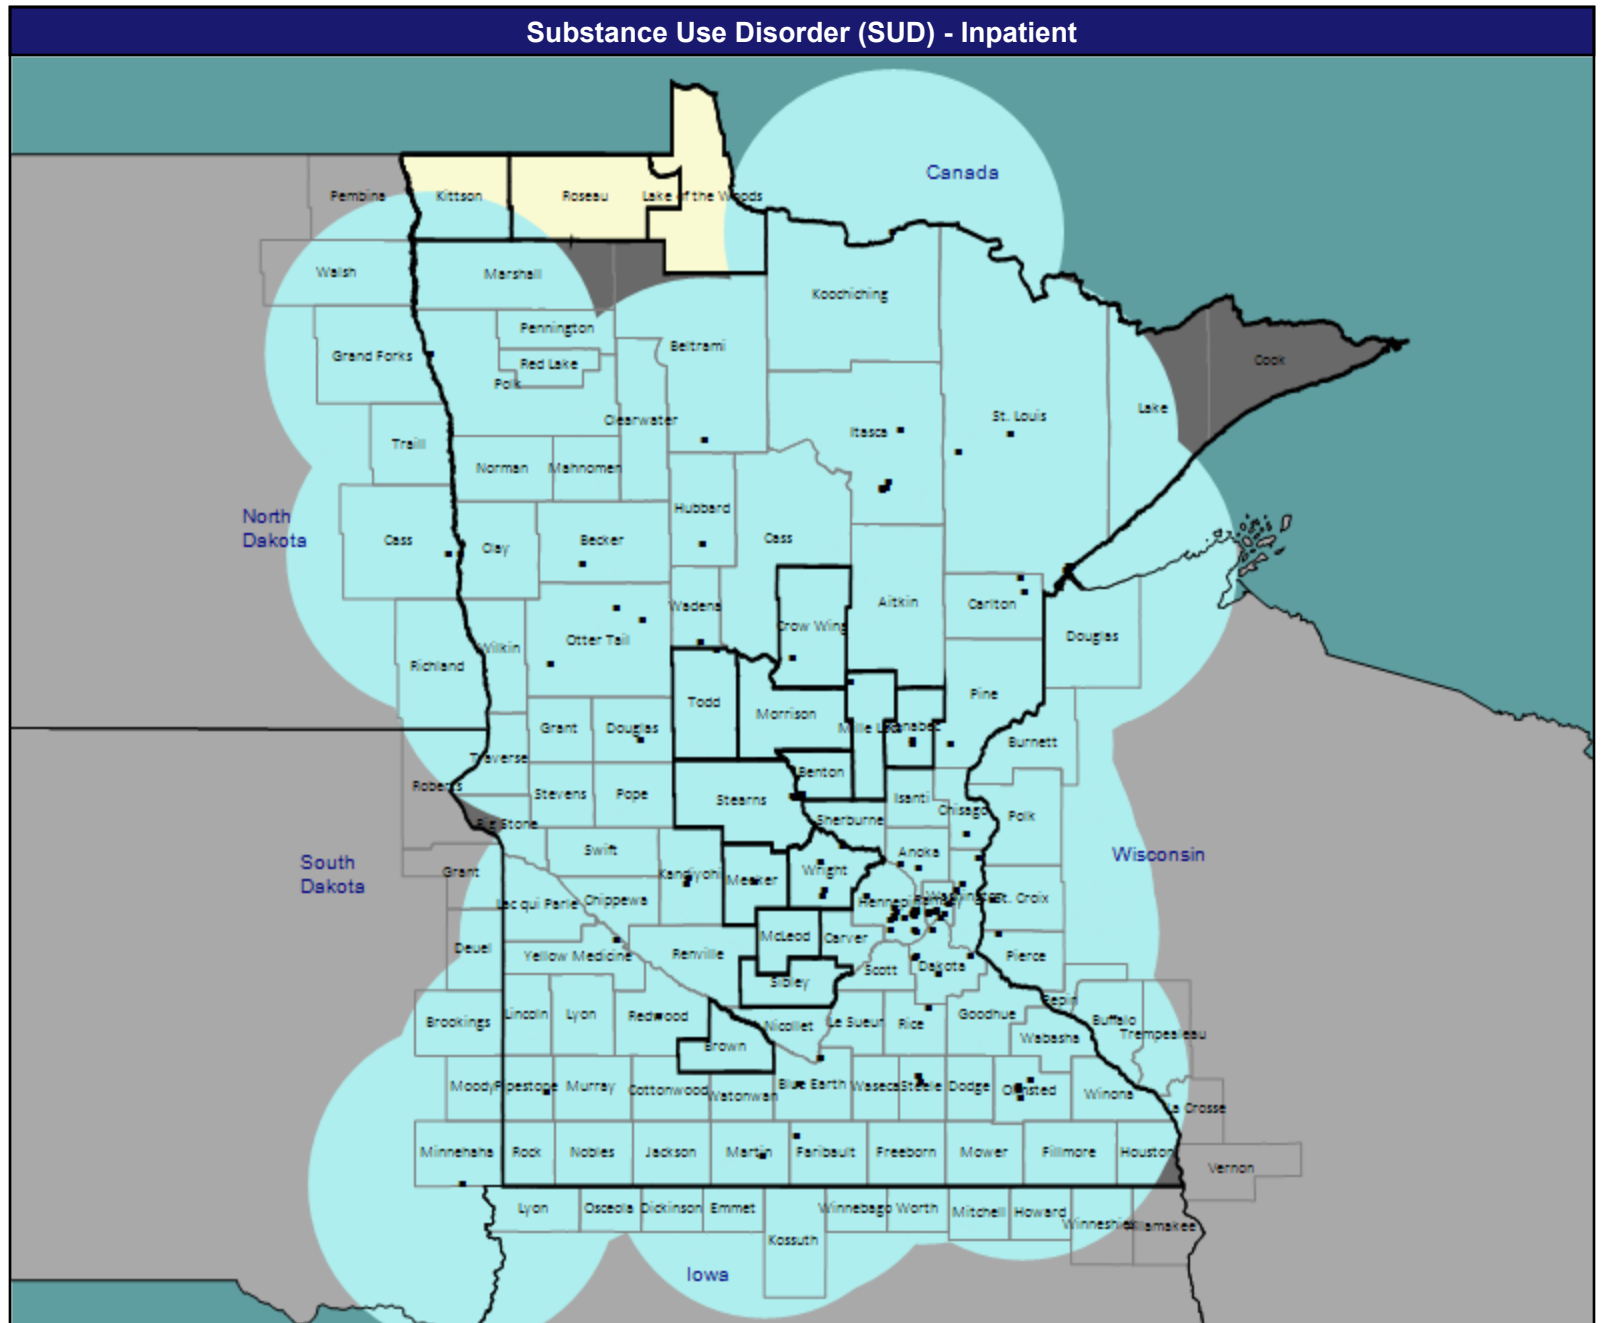 Substance Use Disorder (SUD) - Inpatient
Canada
Pembina
Kittson
Roseau
Lake of the Woods
Walsh
Marshall
Koochiching
Pennington
Beltrami
Grand Forks
Red Lake
Cook
Polk
Lake
Clearwater
St. Louis
Itasca
Traill
Norman
Mahnomen
Hubbard
North
Dakota
Cass
Clay
Becker
Cass
Wadena
Aitkin
Carlton
Crow Wing
Douglas
Otter Tail
Wilkin
Richland
Pine
Todd
Morrison
Grant
Douglas
Mille
Burnett
Traverse
Benton
Roberts
Stevens
Pope
Stearns
Isanti
Chisago
Polk
Big Stone
Sherburne
Swift
Anoka
Wisconsin
South
Dakota
Grant
Kandiyohi
Meeker
Wright
Lac qui Parle
Chippewa
Hennepin
Ramsey
Washington
St. Croix
McLeod
Carver
Deuel
Yellow Medicine
Renville
Scott
Dakota
Pierce
Sibley
Pepin
Brookings
Lincoln
Lyon
Redwood
Nicollet
Le Sueur
Rice
Goodhue
Wabasha
Buffalo
Trempealeau
Brown
Moody
Pipestone
Murray
Cottonwood
Watonwan
Blue Earth
Waseca
Steele
Dodge
Olmsted
Winona
La Crosse
Minnehaha
Rock
Nobles
Jackson
Martin
Faribault
Freeborn
Mower
Fillmore
Houston
Vernon
Lyon
Osceola
Dickinson
Emmet
Winnebago
Worth
Mitchell
Howard
Kossuth
Iowa